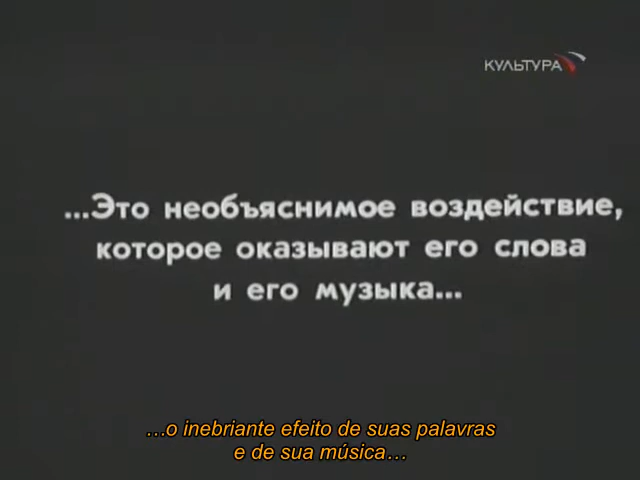 КУЛЬТУРА
...Это необъяснимое воздействие,
которое оказывают его слова
и его музыка...
...o inebriante efeito de suas palavras
e de sua música...